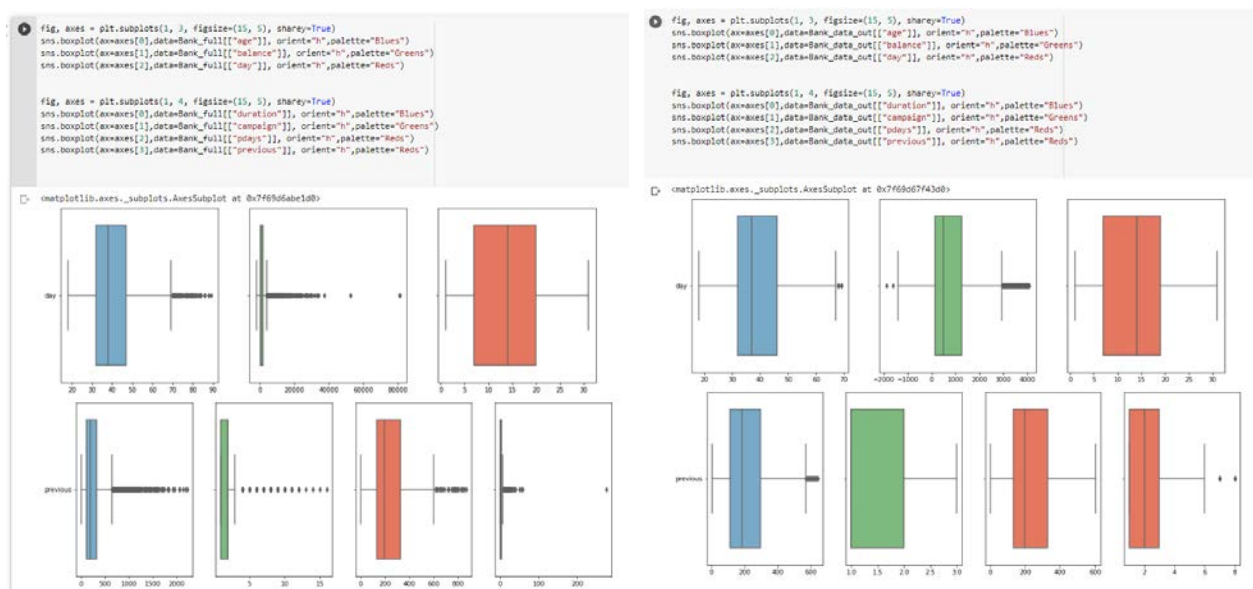 fig, axes = plt.subplots(1, 3, figsize=(15, 5), sharey=True)
sns.boxplot(ax=axes[0],data=Bank_full[["age"]], orient="h",palette="Blues")
sns.boxplot(ax=axes[1],data=Bank_full[["balance"]], orient="h",palette="Greens")
sns.boxplot(ax=axes[2],data=Bank_full[["day"]], orient="h",palette="Reds")
fig, axes = plt.subplots(1, 4, figsize=(15, 5), sharey=True)
sns.boxplot(ax=axes[0],data=Bank_full[["duration"]], orient="h",palette="Blues")
sns.boxplot(ax=axes[1],data=Bank_full[["campaign"]], orient="h",palette="Greens")
sns.boxplot(ax=axes[2],data=Bank_full[["pdays"]], orient="h",palette="Reds")
sns.boxplot(ax=axes[3],data=Bank_full[["previous"]], orient="h",palette="Reds")
<matplotlib.axes._subplots.AxesSubplot at 0x7f69d6abe1d0>
day
20 30 40 50 60 70 80 90
0 20000 40000 60000 80000
0 5 10 15 20 25 30
previous
0 500 1000 1500 2000
5 10 15
0 200 400 600 800
0 100 200
fig, axes = plt.subplots(1, 3, figsize=(15, 5), sharey=True)
sns.boxplot(ax=axes[0],data=Bank_data_out[["age"]], orient="h",palette="Blues")
sns.boxplot(ax=axes[1],data=Bank_data_out[["balance"]], orient="h",palette="Greens")
sns.boxplot(ax=axes[2],data=Bank_data_out[["day"]], orient="h",palette="Reds")
fig, axes = plt.subplots(1, 4, figsize=(15, 5), sharey=True)
sns.boxplot(ax=axes[0],data=Bank_data_out[["duration"]], orient="h",palette="Blues")
sns.boxplot(ax=axes[1],data=Bank_data_out[["campaign"]], orient="h",palette="Greens")
sns.boxplot(ax=axes[2],data=Bank_data_out[["pdays"]], orient="h",palette="Reds")
sns.boxplot(ax=axes[3],data=Bank_data_out[["previous"]], orient="h",palette="Reds")
<matplotlib.axes._subplots.AxesSubplot at 0x7f69d67f43d0>
day
20 30 40 50 60 70
−2000 −1000 0 1000 2000 3000 4000
0 5 10 15 20 25 30
previous
0 200 400 600
1.0 1.5 2.0 2.5 3.0
0 200 400 600
2 4 6 8